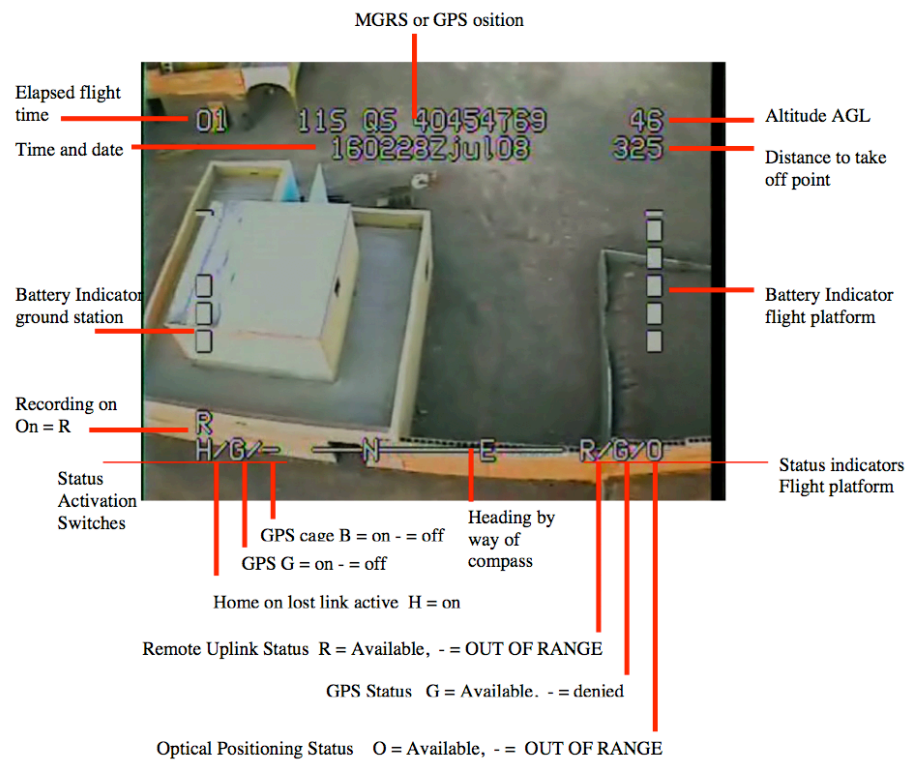 MGRS or GPS osition
Elapsed flight
time
01 11S QS 40454769 46
Altitude AGL
Time and date
160228Zjul08 325
Distance to take
off point
Battery Indicator
ground station
Battery Indicator
flight platform
Recording on
On = R
R
H/G/- N E R/G/O
Status
Activation
Switches
Status indicators
Flight platform
GPS cage B = on - = off
Heading by
way of
compass
GPS G = on - = off
Home on lost link active H = on
Remote Uplink Status R = Available, - = OUT OF RANGE
GPS Status G = Available. - = denied
Optical Positioning Status O = Available, - = OUT OF RANGE